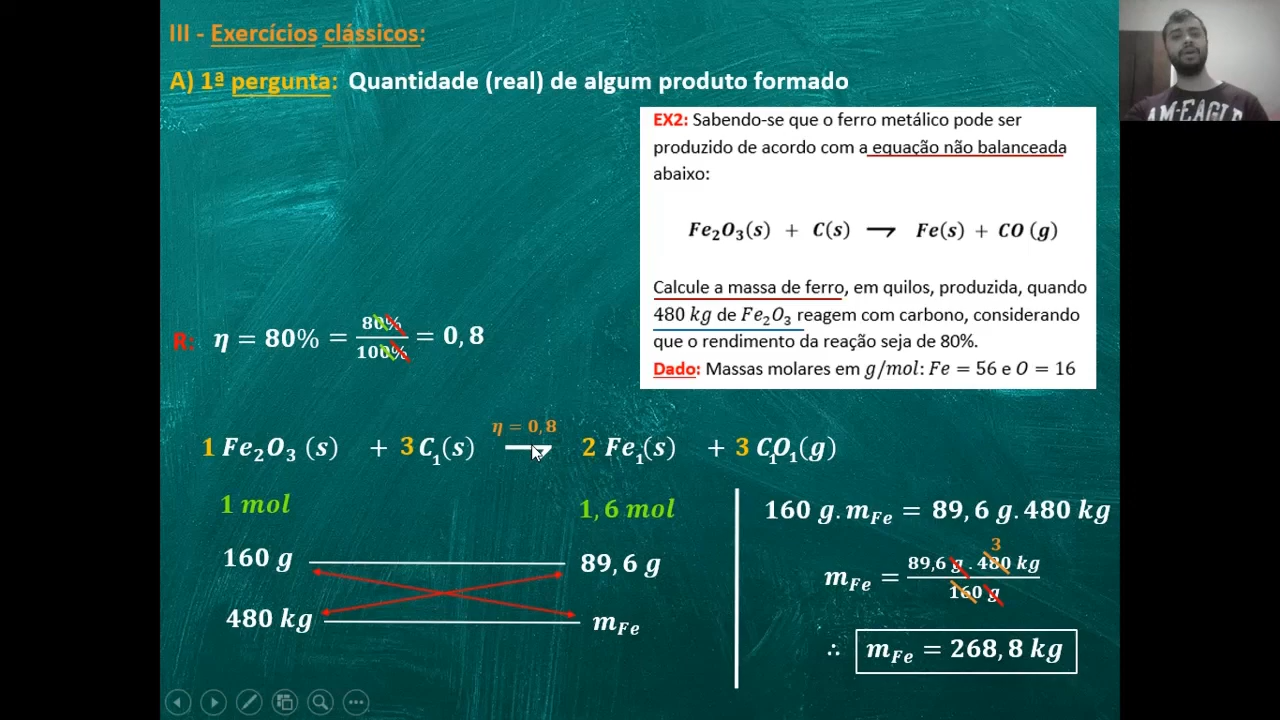 III - Exercícios clássicos:
A) 1ª pergunta: Quantidade (real) de algum produto formado
EX2: Sabendo-se que o ferro metálico pode ser
produzido de acordo com a equação não balanceada
abaixo:
Fe₂O₃(s) + C(s) ⟶ Fe(s) + CO (g)
Calcule a massa de ferro, em quilos, produzida, quando
480 kg de Fe₂O₃ reagem com carbono, considerando
que o rendimento da reação seja de 80%.
Dado: Massas molares em g/mol: Fe = 56 e O = 16
R: η = 80% = 80%/100% = 0,8
η = 0,8
1 Fe₂O₃ (s) + 3 C₁(s) ⟶ 2 Fe₁(s) + 3 C₁O₁(g)
1 mol 1,6 mol
160 g 89,6 g
480 kg m_Fe
160 g. m_Fe = 89,6 g. 480 kg
3
m_Fe = 89,6 g . 480 kg / 160 g
∴ m_Fe = 268,8 kg
AM-EAGLE